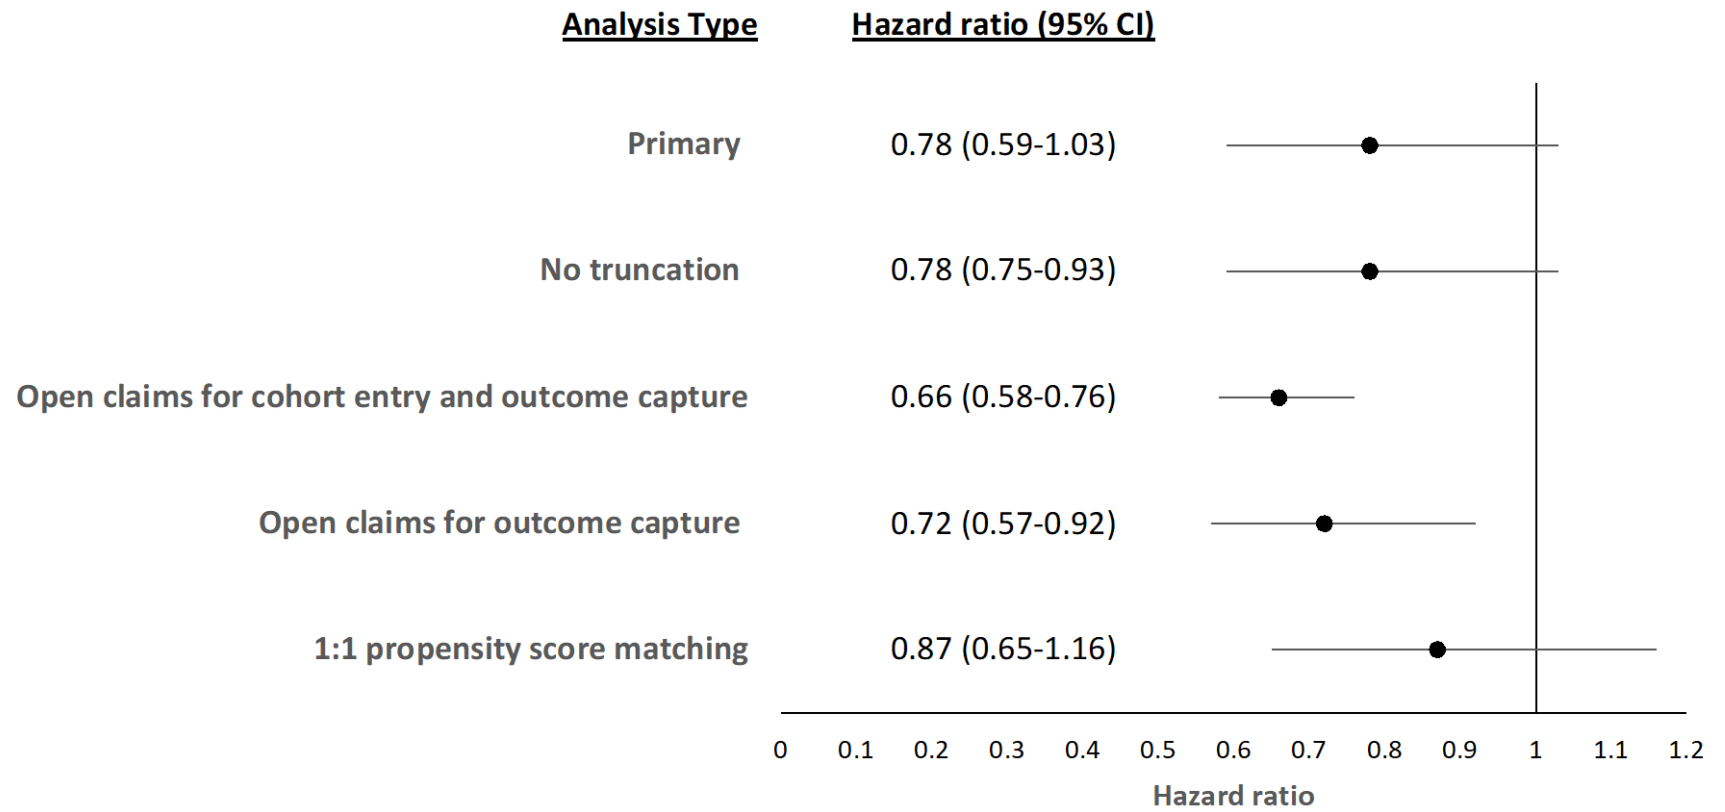 Analysis Type Hazard ratio (95% CI)
Primary 0.78 (0.59-1.03)
No truncation 0.78 (0.75-0.93)
Open claims for cohort entry and outcome capture 0.66 (0.58-0.76)
Open claims for outcome capture 0.72 (0.57-0.92)
1:1 propensity score matching 0.87 (0.65-1.16)
0 0.1 0.2 0.3 0.4 0.5 0.6 0.7 0.8 0.9 1 1.1 1.2
Hazard ratio